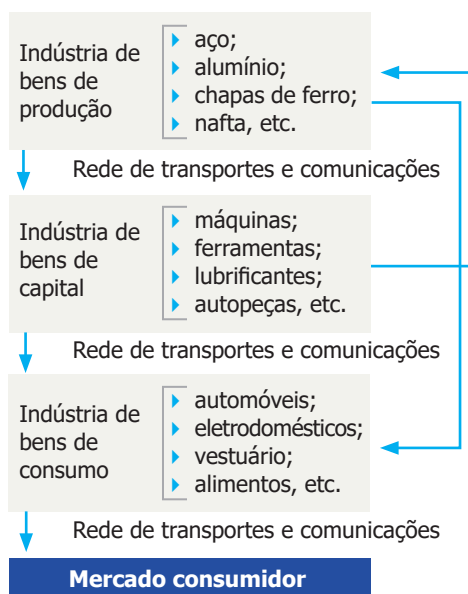 Indústria de
bens de
produção
aço;
alumínio;
chapas de ferro;
nafta, etc.
Rede de transportes e comunicações
Indústria de
bens de
capital
máquinas;
ferramentas;
lubrificantes;
autopeças, etc.
Rede de transportes e comunicações
Indústria de
bens de
consumo
automóveis;
eletrodomésticos;
vestuário;
alimentos, etc.
Rede de transportes e comunicações
Mercado consumidor